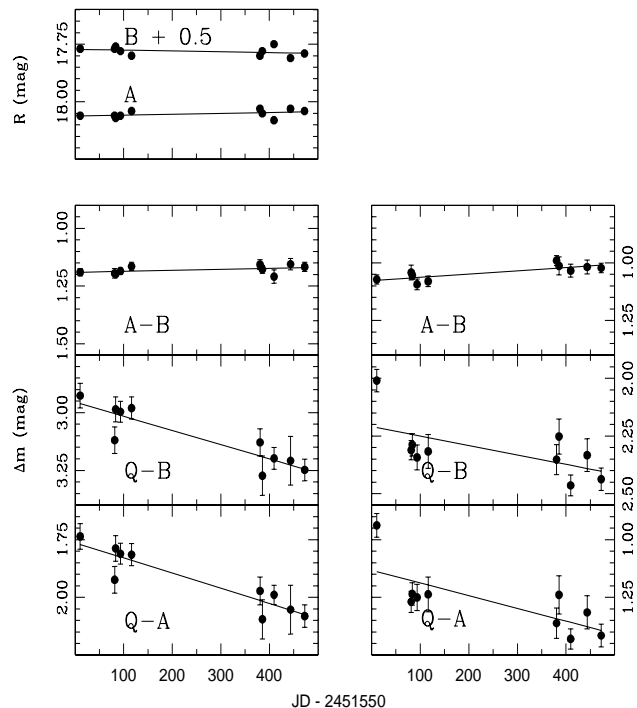 17.75
B + 0.5
R (mag)
18.00
A
1.00
1.25
1.50
A-B
1.00
1.25
A-B
Δm (mag)
3.00
3.25
Q-B
2.00
2.25
2.50
Q-B
1.75
2.00
Q-A
1.00
1.25
Q-A
100 200 300 400
100 200 300 400
JD - 2451550